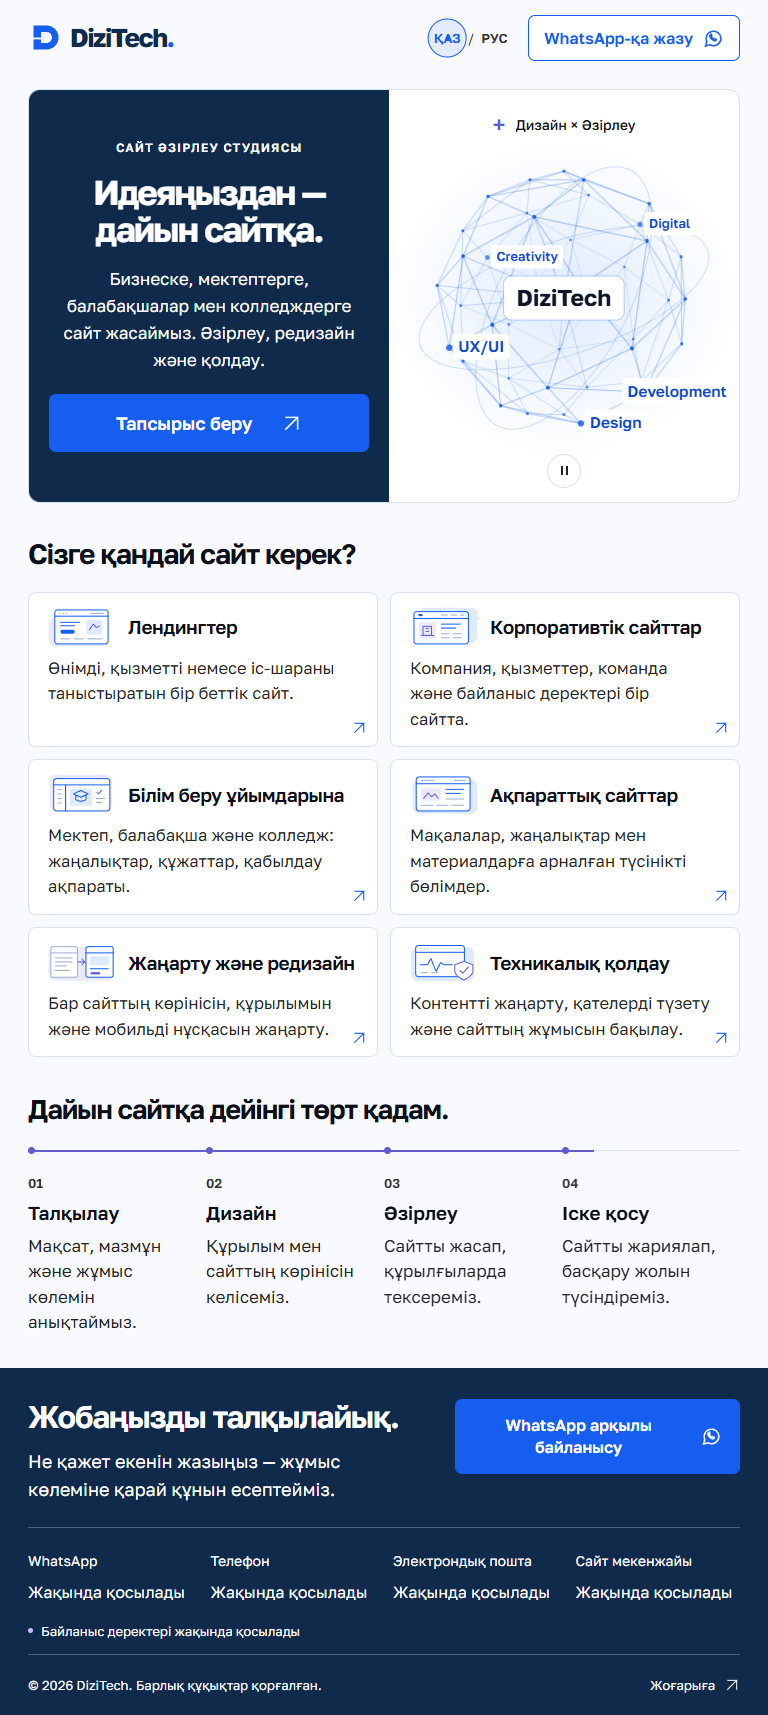 DiziTech.
ҚАЗ / РУС
WhatsApp-қа жазу
САЙТ ӘЗІРЛЕУ СТУДИЯСЫ
Идеяңыздан —
дайын сайтқа.
Бизнеске, мектептерге,
балабақшалар мен колледждерге
сайт жасаймыз. Әзірлеу, редизайн
және қолдау.
Тапсырыс беру
Дизайн × Әзірлеу
Digital
Creativity
DiziTech
UX/UI
Development
Design
Сізге қандай сайт керек?
Лендингтер
Өнімді, қызметті немесе іс-шараны
таныстыратын бір беттік сайт.
Корпоративтік сайттар
Компания, қызметтер, команда
және байланыс деректері бір
сайтта.
Білім беру ұйымдарына
Мектеп, балабақша және колледж:
жаңалықтар, құжаттар, қабылдау
ақпараты.
Ақпараттық сайттар
Мақалалар, жаңалықтар мен
материалдарға арналған түсінікті
бөлімдер.
Жаңарту және редизайн
Бар сайттың көрінісін, құрылымын
және мобильді нұсқасын жаңарту.
Техникалық қолдау
Контентті жаңарту, қателерді түзету
және сайттың жұмысын бақылау.
Дайын сайтқа дейінгі төрт қадам.
01
Талқылау
Мақсат, мазмұн
және жұмыс
көлемін
анықтаймыз.
02
Дизайн
Құрылым мен
сайттың көрінісін
келісеміз.
03
Әзірлеу
Сайтты жасап,
құрылғыларда
тексереміз.
04
Іске қосу
Сайтты жариялап,
басқару жолын
түсіндіреміз.
Жобаңызды талқылайық.
Не қажет екенін жазыңыз — жұмыс
көлеміне қарай құнын есептейміз.
WhatsApp арқылы
байланысу
WhatsApp
Жақында қосылады
Телефон
Жақында қосылады
Электрондық пошта
Жақында қосылады
Сайт мекенжайы
Жақында қосылады
Байланыс деректері жақында қосылады
© 2026 DiziTech. Барлық құқықтар қорғалған.
Жоғарыға